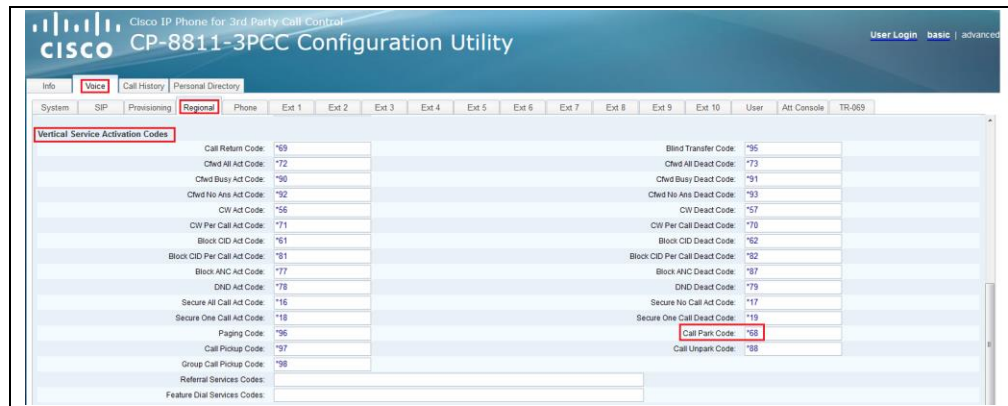 Cisco IP Phone for 3rd Party Call Control
CISCO CP-8811-3PCC Configuration Utility
User Login basic | advanced
Info Voice Call History Personal Directory
System SIP Provisioning Regional Phone Ext 1 Ext 2 Ext 3 Ext 4 Ext 5 Ext 6 Ext 7 Ext 8 Ext 9 Ext 10 User Att Console TR-069
Vertical Service Activation Codes
Call Return Code: *69 Blind Transfer Code: *95
Cfwd All Act Code: *72 Cfwd All Deact Code: *73
Cfwd Busy Act Code: *90 Cfwd Busy Deact Code: *91
Cfwd No Ans Act Code: *92 Cfwd No Ans Deact Code: *93
CW Act Code: *56 CW Deact Code: *57
CW Per Call Act Code: *71 CW Per Call Deact Code: *70
Block CID Act Code: *61 Block CID Deact Code: *62
Block CID Per Call Act Code: *81 Block CID Per Call Deact Code: *82
Block ANC Act Code: *77 Block ANC Deact Code: *87
DND Act Code: *78 DND Deact Code: *79
Secure All Call Act Code: *16 Secure No Call Act Code: *17
Secure One Call Act Code: *18 Secure One Call Deact Code: *19
Paging Code: *96 Call Park Code: *68
Call Pickup Code: *97 Call Unpark Code: *88
Group Call Pickup Code: *98
Referral Services Codes:
Feature Dial Services Codes: